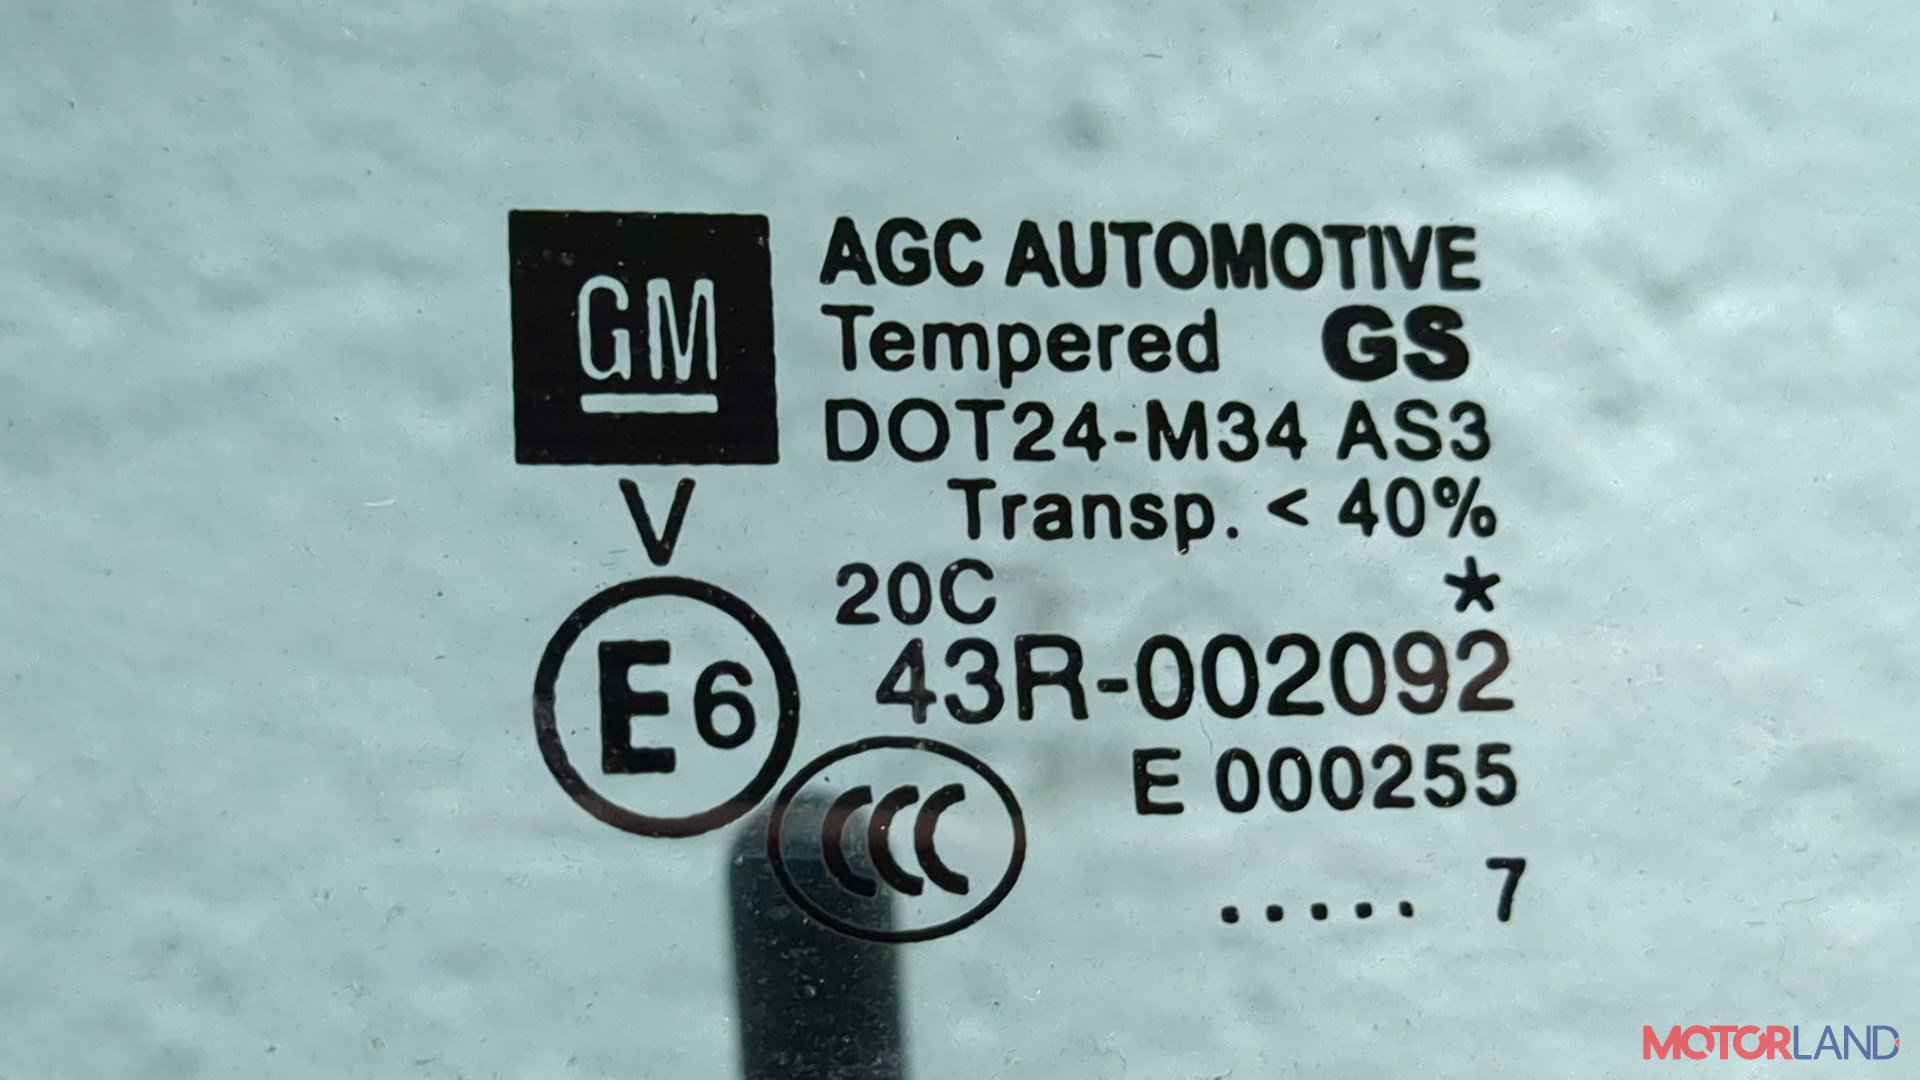 GM
AGC AUTOMOTIVE
Tempered GS
DOT24-M34 AS3
Transp. < 40%
V
20C *
E6
43R-002092
CCC
E 000255
..... 7
MOTORLAND